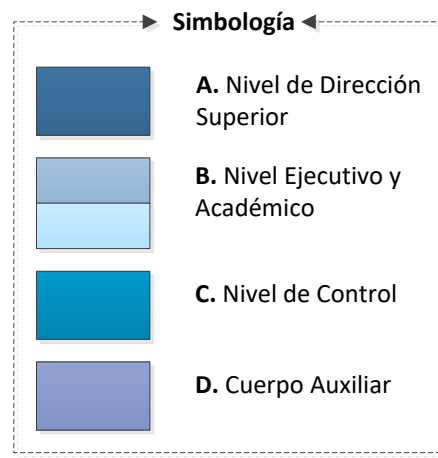 Simbología
A. Nivel de Dirección
Superior
B. Nivel Ejecutivo y
Académico
C. Nivel de Control
D. Cuerpo Auxiliar